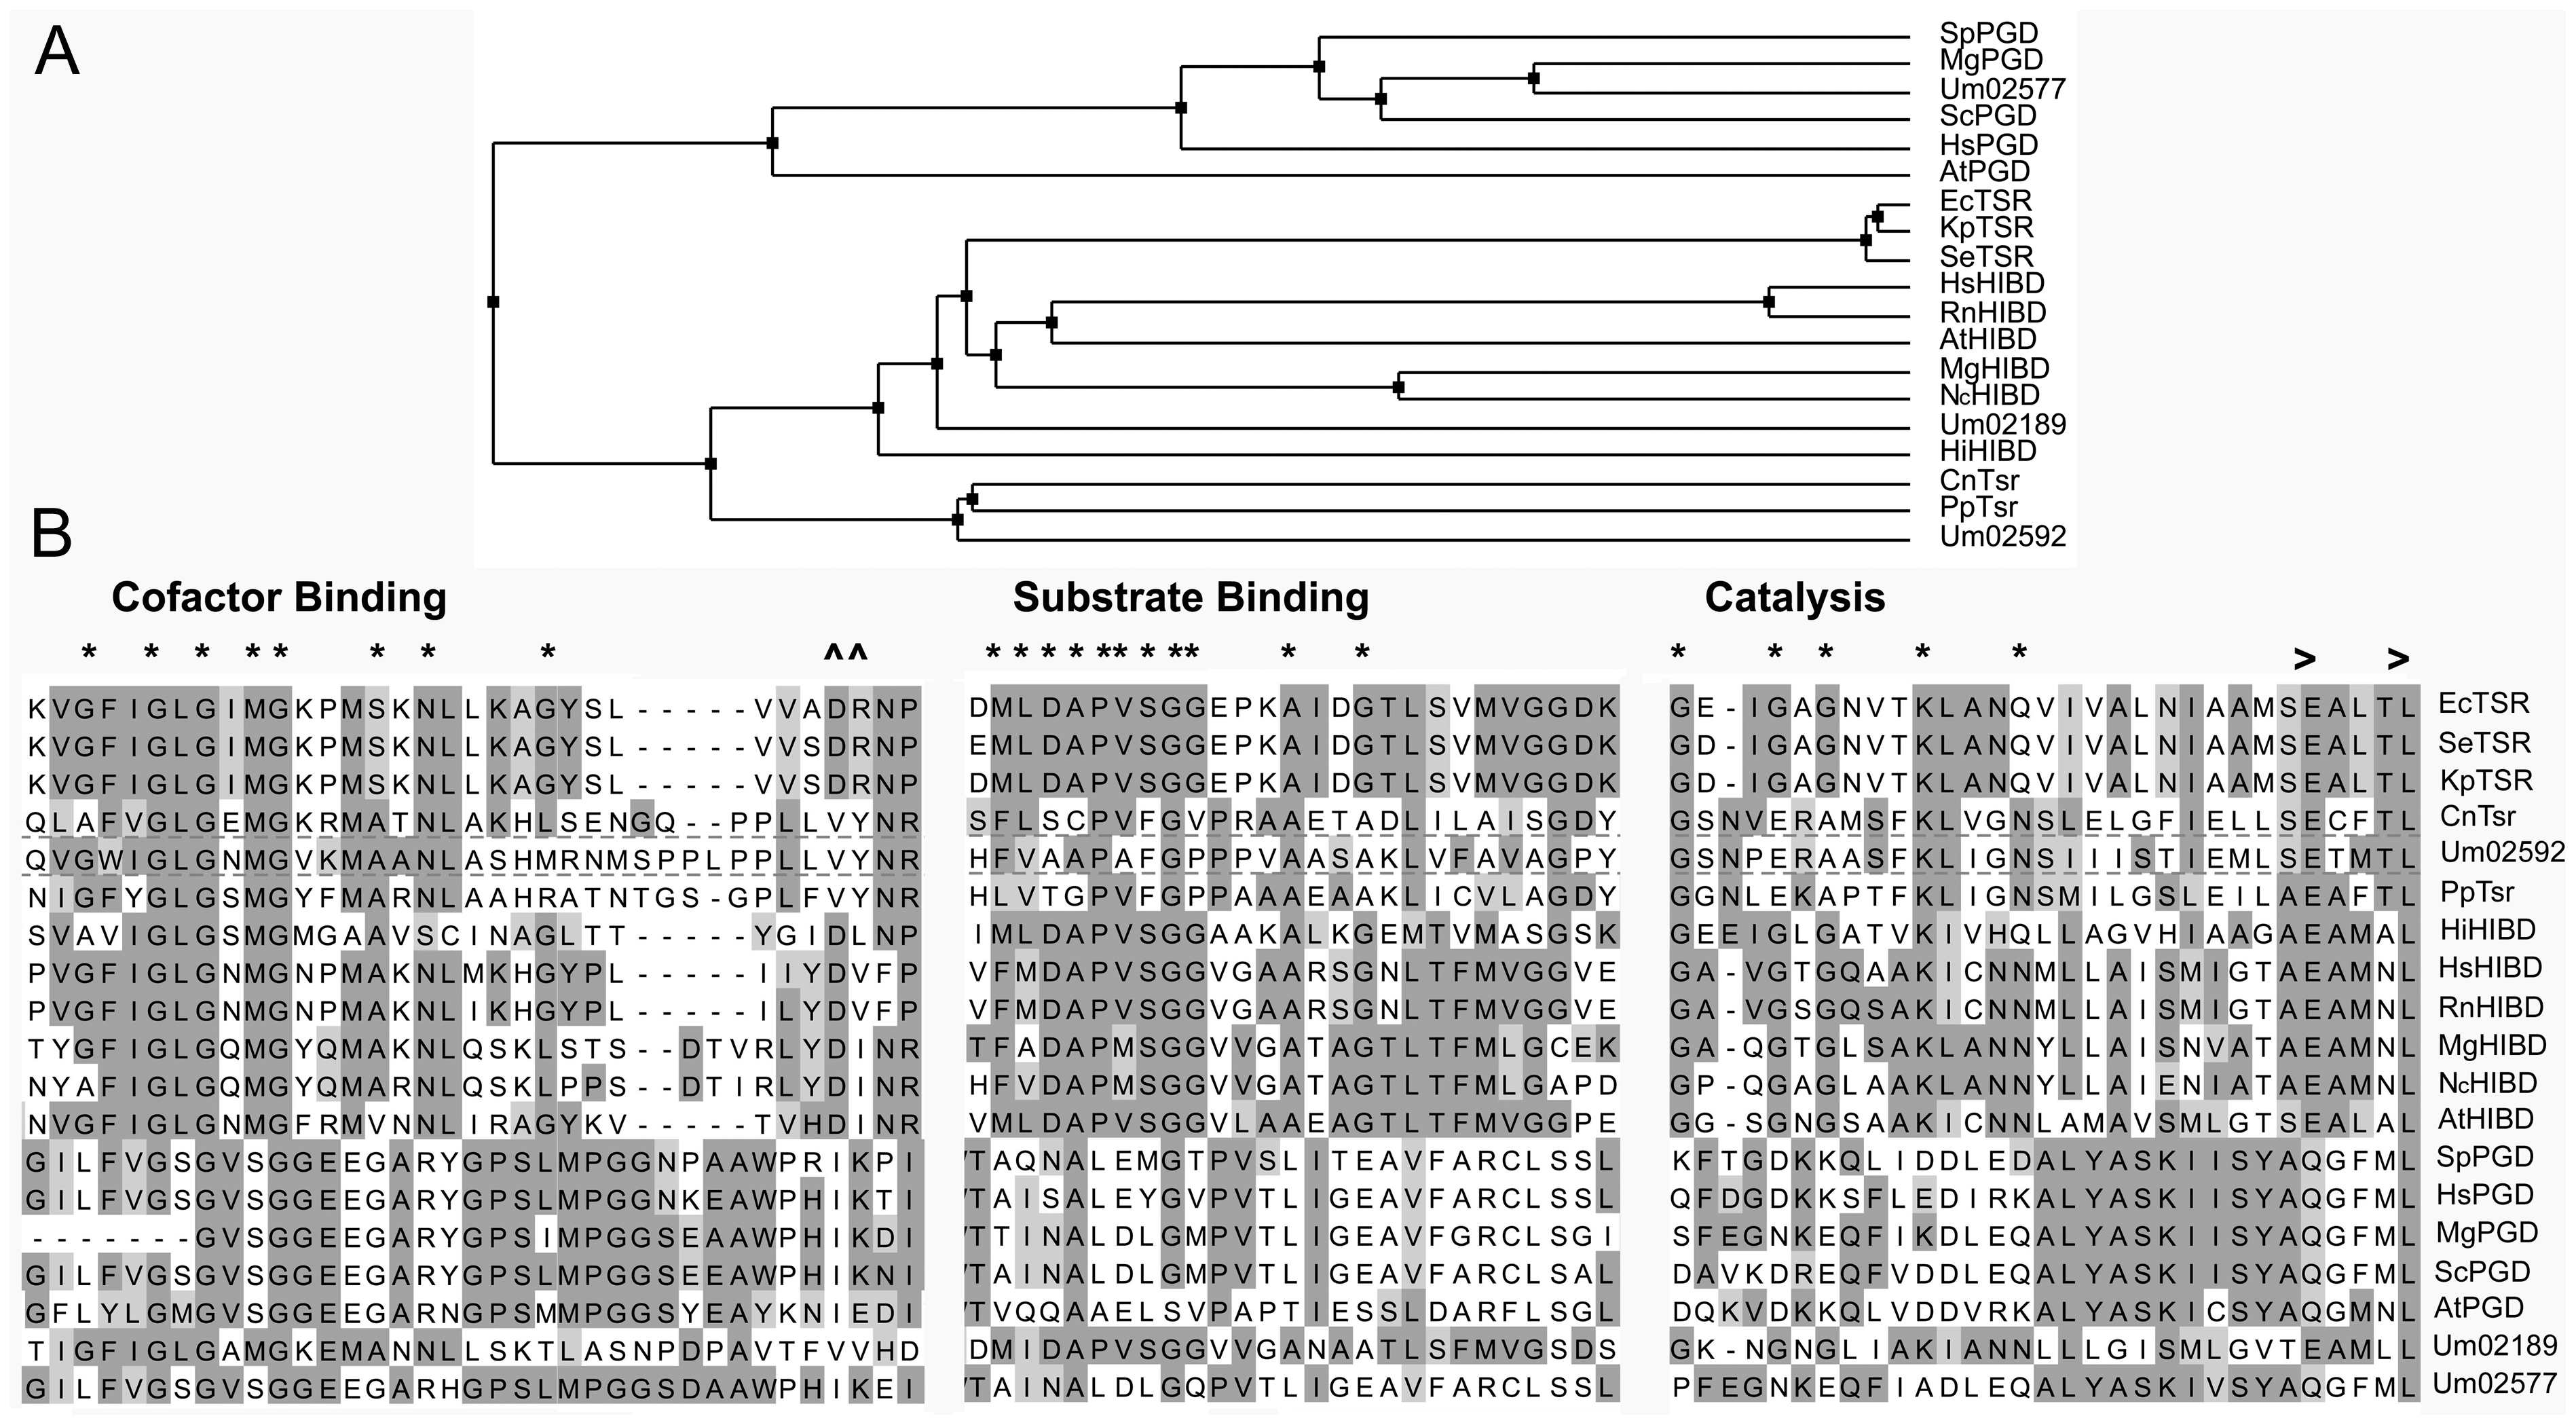 A
SpPGD
MgPGD
Um02577
ScPGD
HsPGD
AtPGD
EcTSR
KpTSR
SeTSR
HsHIBD
RnHIBD
AtHIBD
MgHIBD
NcHIBD
Um02189
HiHIBD
CnTsr
PpTsr
Um02592
B
Cofactor Binding Substrate Binding Catalysis
* * * * * * * * ^^ * * * * ** * ** * * * * * * * > >
KVGFIGLGIMGKPMSKNLLKAGYSL-----VVADRNP DMLDAPVSGGEPKAIDGTLSVMVGGDK GE-IGAGNVTKLANQVIVALNIAAMSEALTL EcTSR
KVGFIGLGIMGKPMSKNLLKAGYSL-----VVSDRNP EMLDAPVSGGEPKAIDGTLSVMVGGDK GD-IGAGNVTKLANQVIVALNIAAMSEALTL SeTSR
KVGFIGLGIMGKPMSKNLLKAGYSL-----VVSDRNP DMLDAPVSGGEPKAIDGTLSVMVGGDK GD-IGAGNVTKLANQVIVALNIAAMSEALTL KpTSR
QLAFVGLGEMGKRMATNLAKHLSENGQ--PPLLVYNR SFLSCPVFGVPRAAETADLILAISGDY GSNVERAMSFKLVGNSLELGFIELLSECFTL CnTsr
QVGWIGLGNMGVKMAANLASHMRNMSPPLPPLLVYNR HFVAAPAFGPPPVAASAKLVFAVAGPY GSNPERAASFKLIGNSIIISTIEMLSETMTL Um02592
NIGFYGLGSMGYFMARNLAAHRATNTGS-GPLFVYNR HLVTGPVFGPPAAAEAAKLICVLAGDY GGNLEKAPTFKLIGNSMILGSLEILAEAFTL PpTsr
SVAVIGLGSMGMGAAVSCINAGLTT-----YGIDLNP IMLDAPVSGGAAKALKGEMTVMASGSK GEEIGLGATVKIVHQLLAGVHIAAGAEAMAL HiHIBD
PVGFIGLGNMGNPMAKNLMKHGYPL-----IIYDVFP VFMDAPVSGGVGAARSGNLTFMVGGVE GA-VGTGQAAKICNNMLLAISMIGTAEAMNL HsHIBD
PVGFIGLGNMGNPMAKNLIKHGYPL-----ILYDVFP VFMDAPVSGGVGAARSGNLTFMVGGVE GA-VGSGQSAKICNNMLLAISMIGTAEAMNL RnHIBD
TYGFIGLGQMGYQMAKNLQSKLSTS--DTVRLYDINR TFADAPMSGGVVGATAGTLTFMLGCEK GA-QGTGLSAKLANNYLLAISNVATAEAMNL MgHIBD
NYAFIGLGQMGYQMARNLQSKLPPS--DTIRLYDINR HFVDAPMSGGVVGATAGTLTFMLGAPD GP-QGAGLAAKLANNYLLAIENIATAEAMNL NcHIBD
NVGFIGLGNMGFRMVNNLIRAGYKV-----TVHDINR VMLDAPVSGGVLAAEAGTLTFMVGGPE GG-SGNGSAAKICNNLAMAVSMLGTSEALAL AtHIBD
GILFVGSGVSGGEEGARYGPSLMPGGNPAAWPRIKPI TAQNALEMGTPVSLITEAVFARCLSSL KFTGDKKQLIDDLEDALYASKIISYAQGFML SpPGD
GILFVGSGVSGGEEGARYGPSLMPGGNKEAWPHIKTI TAISALEYGVPVTLIGEAVFARCLSSL QFDGDKKSFLEDIRKALYASKIISYAQGFML HsPGD
-------GVSGGEEGARYGPSIMPGGSEAAWPHIKDI TTINALDLGMPVTLIGEAVFGRCLSGI SFEGNKEQFIKDLEQALYASKIISYAQGFML MgPGD
GILFVGSGVSGGEEGARYGPSLMPGGSEEAWPHIKNI TAINALDLGMPVTLIGEAVFARCLSAL DAVKDREQFVDDLEQALYASKIISYAQGFML ScPGD
GFLYLGMGVSGGEEGARNGPSMMPGGSYEAYKNIEDI TVQQAAELSVPAPTIESSLDARFLSGL DQKVDKKQLVDDVRKALYASKICSYAQGMNL AtPGD
TIGFIGLGAMGKEMANNLLSKTLASNPDPAVTFVVHD DMIDAPVSGGVVGANAATLSFMVGSDS GK-NGNGLIAKIANNLLLGISMLGVTEAMLL Um02189
GILFVGSGVSGGEEGARHGPSLMPGGSDAAWPHIKEI TAINALDLGQPVTLIGEAVFARCLSSL PFEGNKEQFIADLEQALYASKIVSYAQGFML Um02577